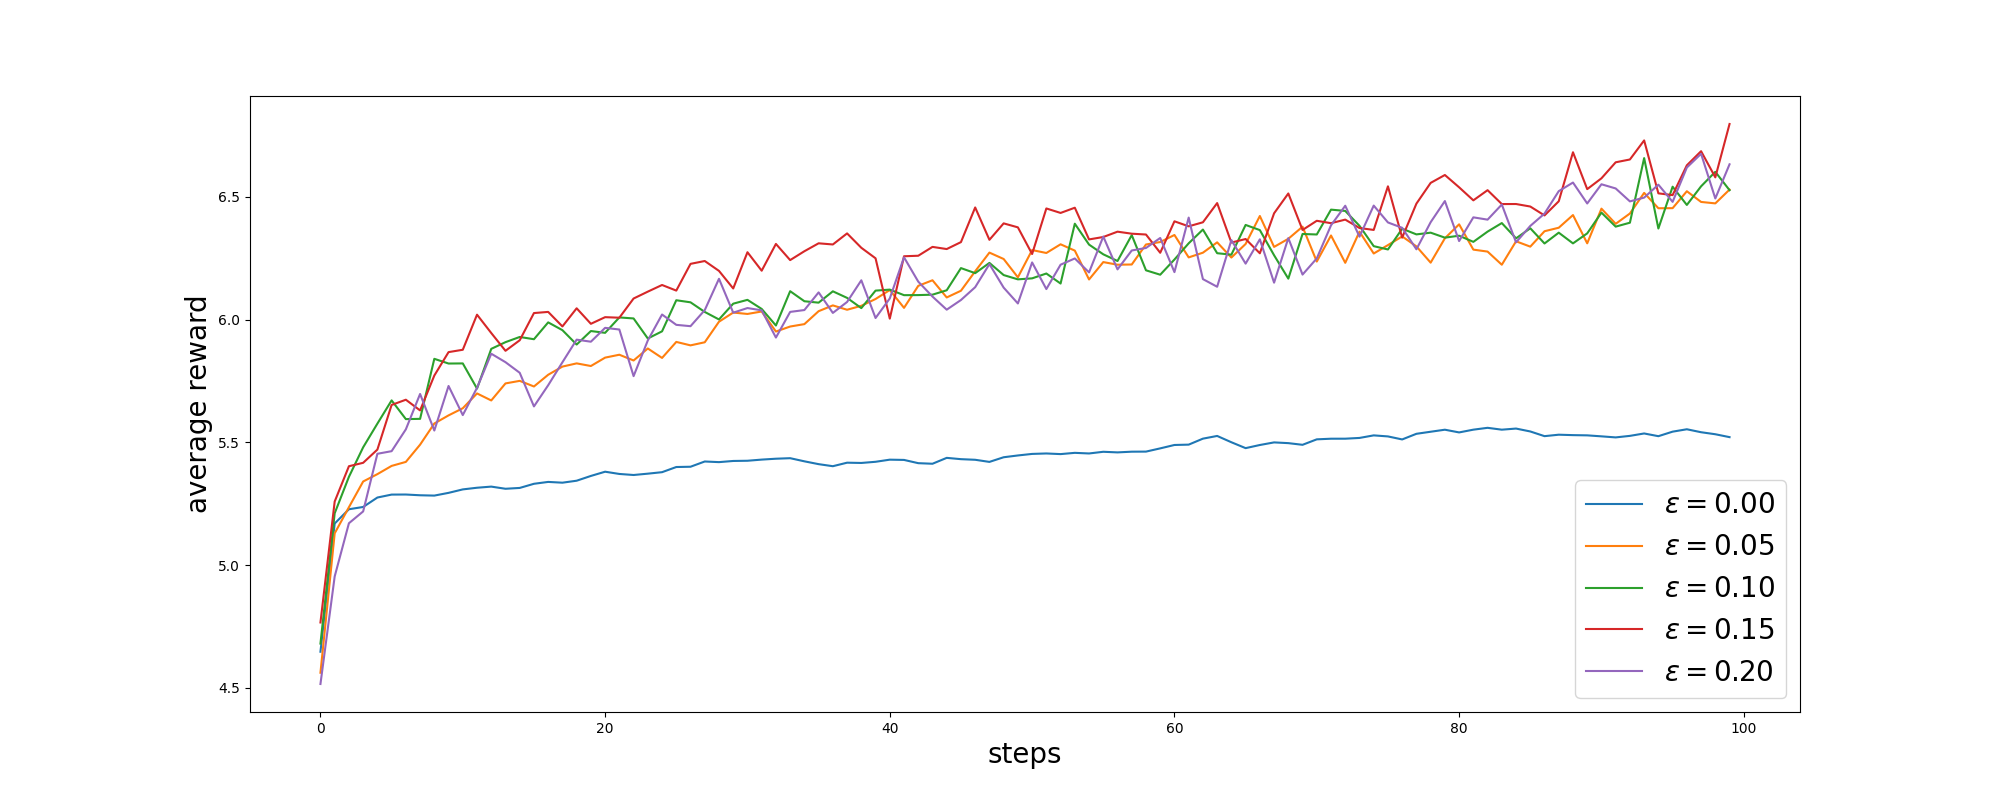 6.5
6.0
5.5
5.0
4.5
average reward
0 20 40 60 80 100
steps
ε = 0.00
ε = 0.05
ε = 0.10
ε = 0.15
ε = 0.20